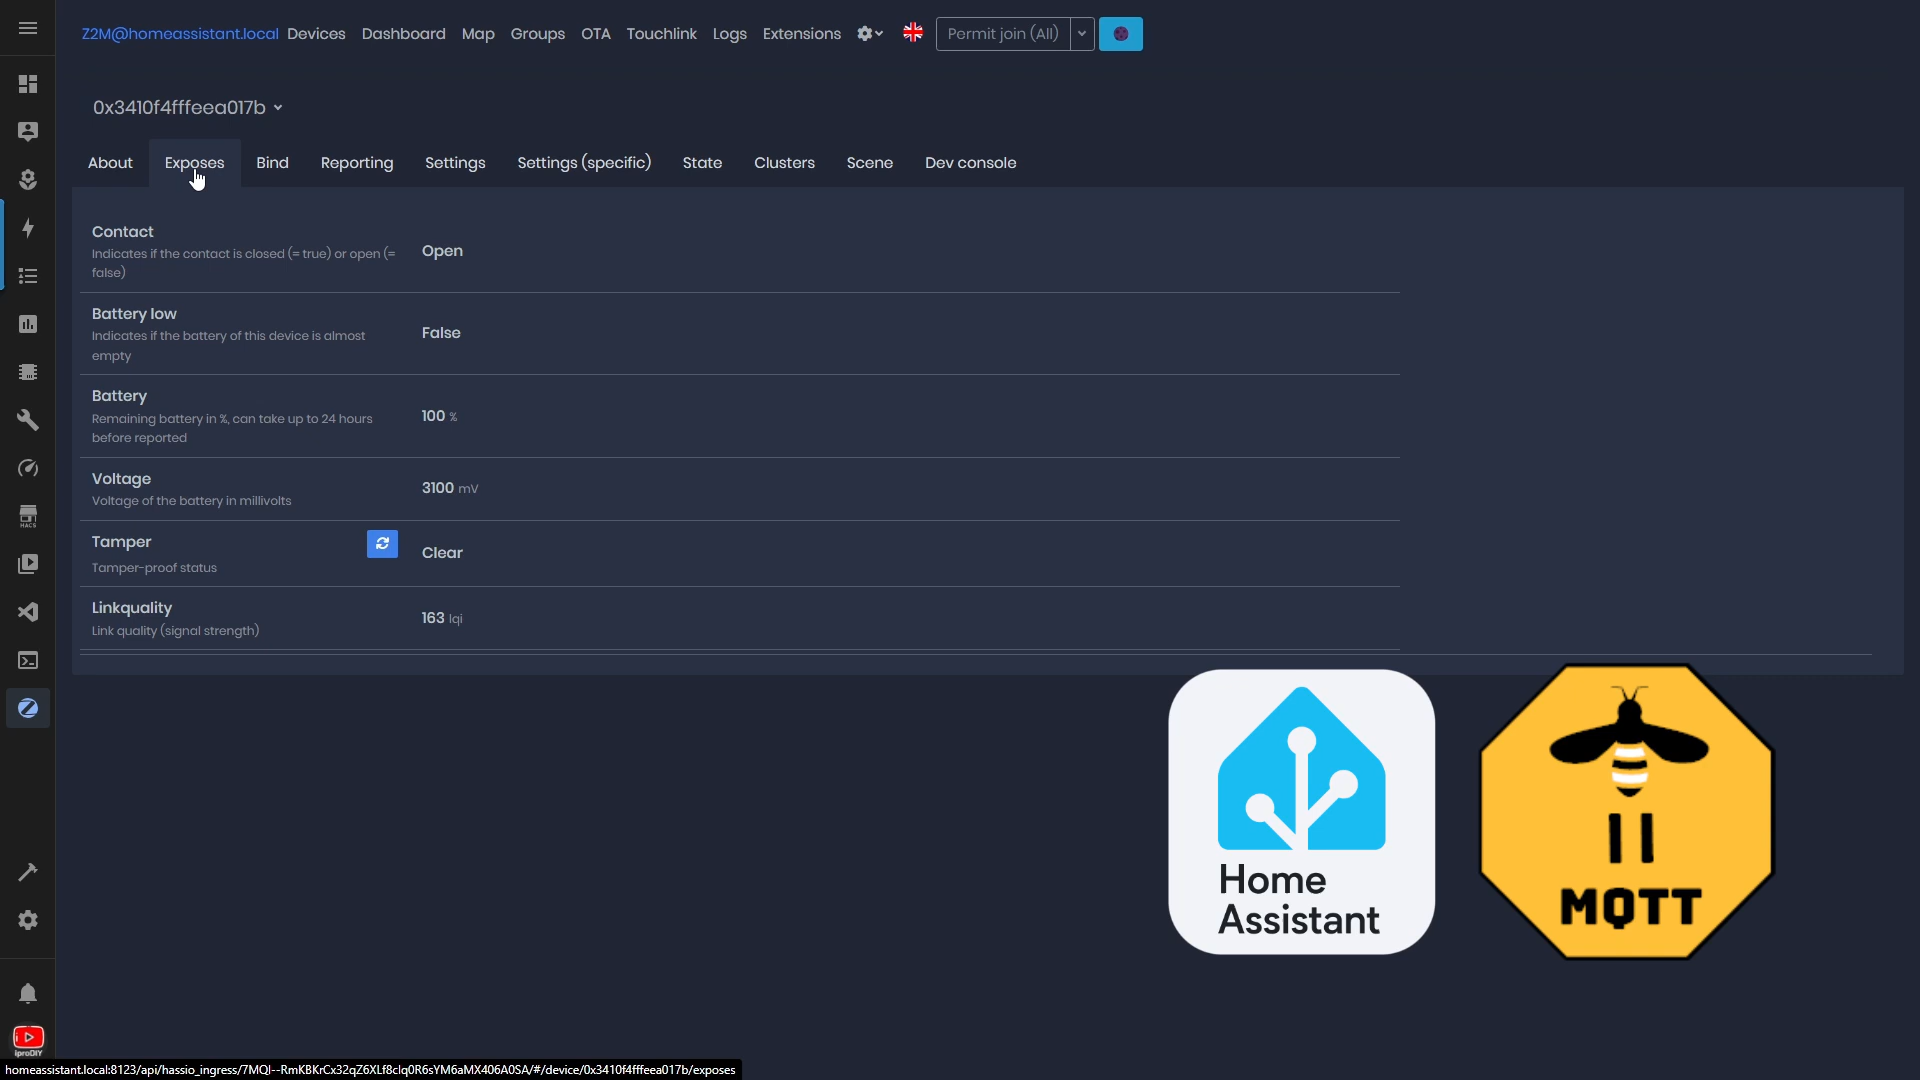 Z2M@homeassistant.local Devices Dashboard Map Groups OTA Touchlink Logs Extensions Permit join (All)
0x3410f4fffeea017b
About Exposes Bind Reporting Settings Settings (specific) State Clusters Scene Dev console
Contact
Indicates if the contact is closed (= true) or open (=
false)
Open
Battery low
Indicates if the battery of this device is almost
empty
False
Battery
Remaining battery in %, can take up to 24 hours
before reported
100 %
Voltage
Voltage of the battery in millivolts
3100 mV
Tamper
Tamper-proof status
Clear
Linkquality
Link quality (signal strength)
163 lqi
HACS
Home
Assistant
MQTT
iproDIY
homeassistant.local:8123/api/hassio_ingress/7MQI--RmKBKrCx32qZ6XLf8clq0R6sYM6aMX406A0SA/#/device/0x3410f4fffeea017b/exposes